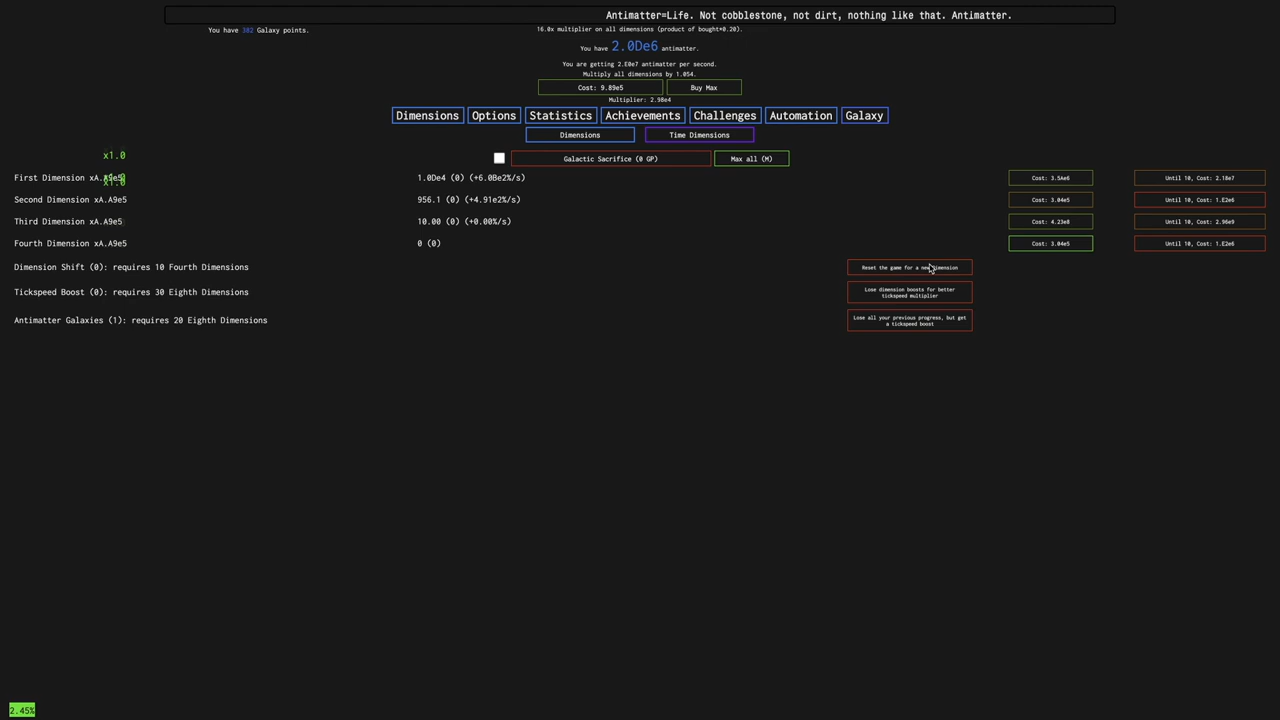 Antimatter=Life. Not cobblestone, not dirt, nothing like that. Antimatter.
You have 382 Galaxy points.
16.0x multiplier on all dimensions (product of bought*0.20).
You have 2.0De6 antimatter.
You are getting 2.E0e7 antimatter per second.
Multiply all dimensions by 1.054.
Cost: 9.89e5 Buy Max
Multiplier: 2.98e4
Dimensions Options Statistics Achievements Challenges Automation Galaxy
Dimensions Time Dimensions
x1.0
Galactic Sacrifice (0 GP) Max all (M)
First Dimension 1.0De4 (0) (+6.0Be2%/s) Cost: 3.5Ae6 Until 10, Cost: 2.18e7
x1.0
Second Dimension xA.A9e5 956.1 (0) (+4.91e2%/s) Cost: 3.04e5 Until 10, Cost: 1.E2e6
Third Dimension xA.A9e5 10.00 (0) (+0.00%/s) Cost: 4.23e8 Until 10, Cost: 2.96e9
Fourth Dimension xA.A9e5 0 (0) Cost: 3.04e5 Until 10, Cost: 1.E2e6
Dimension Shift (0): requires 10 Fourth Dimensions Reset the game for a new dimension
Tickspeed Boost (0): requires 30 Eighth Dimensions Lose dimension boosts for better
tickspeed multiplier
Antimatter Galaxies (1): requires 20 Eighth Dimensions Lose all your previous progress, but get
a tickspeed boost
2.45%